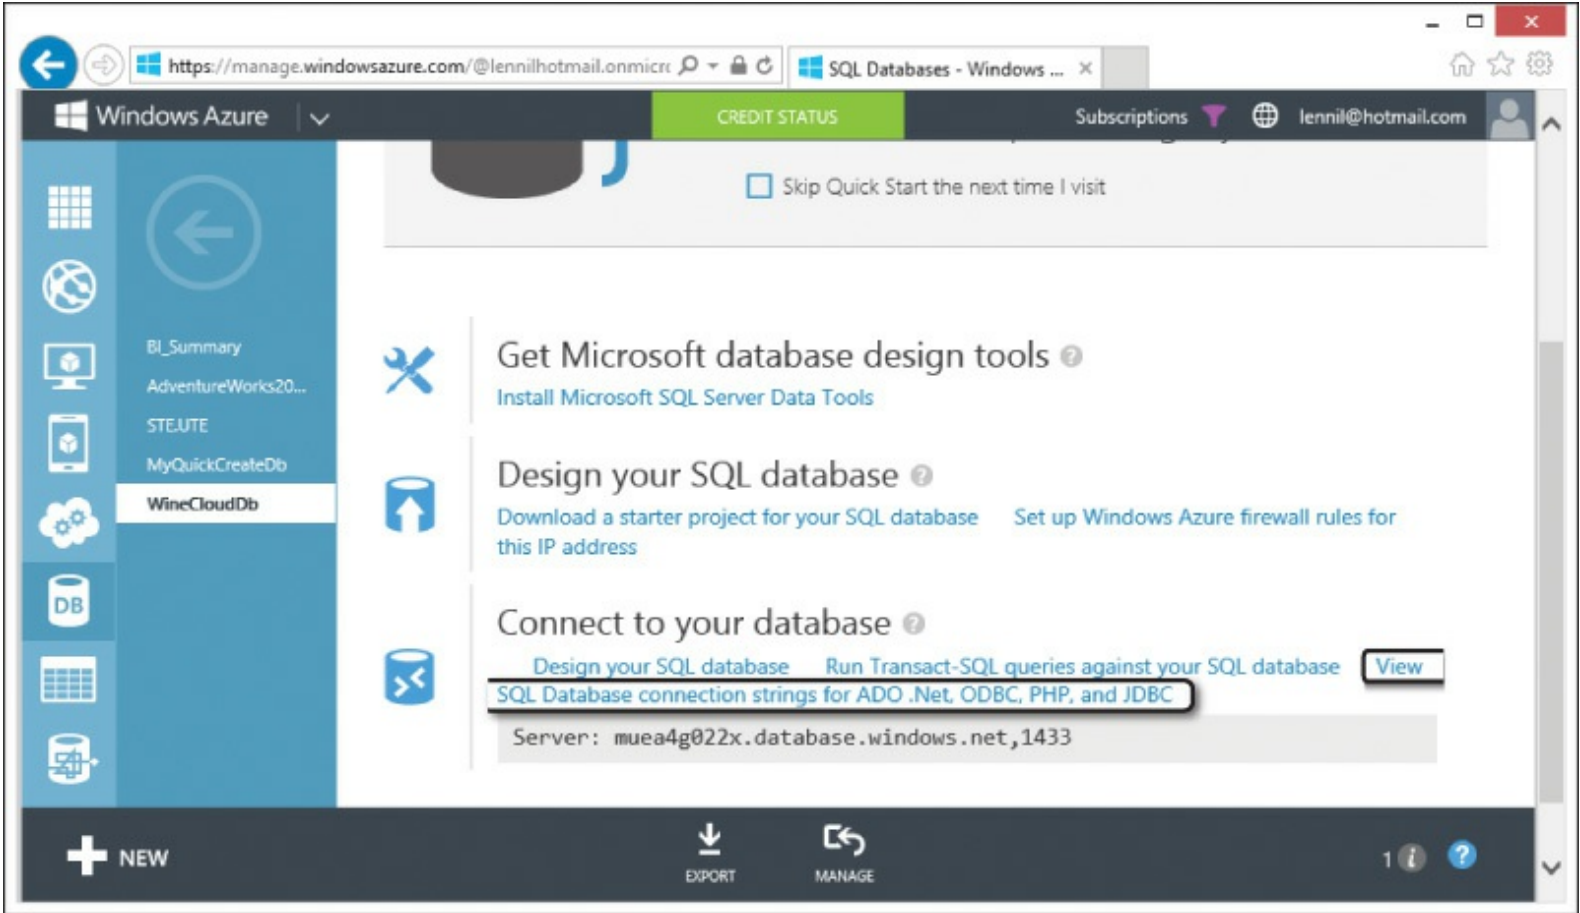 https://manage.windowsazure.com/@lennilhotmail.onmicro
SQL Databases - Windows ...
Windows Azure
CREDIT STATUS
Subscriptions
lennil@hotmail.com
Skip Quick Start the next time I visit
BI_Summary
AdventureWorks20...
STE.UTE
MyQuickCreateDb
WineCloudDb
Get Microsoft database design tools ?
Install Microsoft SQL Server Data Tools
Design your SQL database ?
Download a starter project for your SQL database Set up Windows Azure firewall rules for
this IP address
Connect to your database ?
Design your SQL database Run Transact-SQL queries against your SQL database View
SQL Database connection strings for ADO .Net, ODBC, PHP, and JDBC
Server: muea4g022x.database.windows.net,1433
DB
NEW
EXPORT
MANAGE
1 i ?